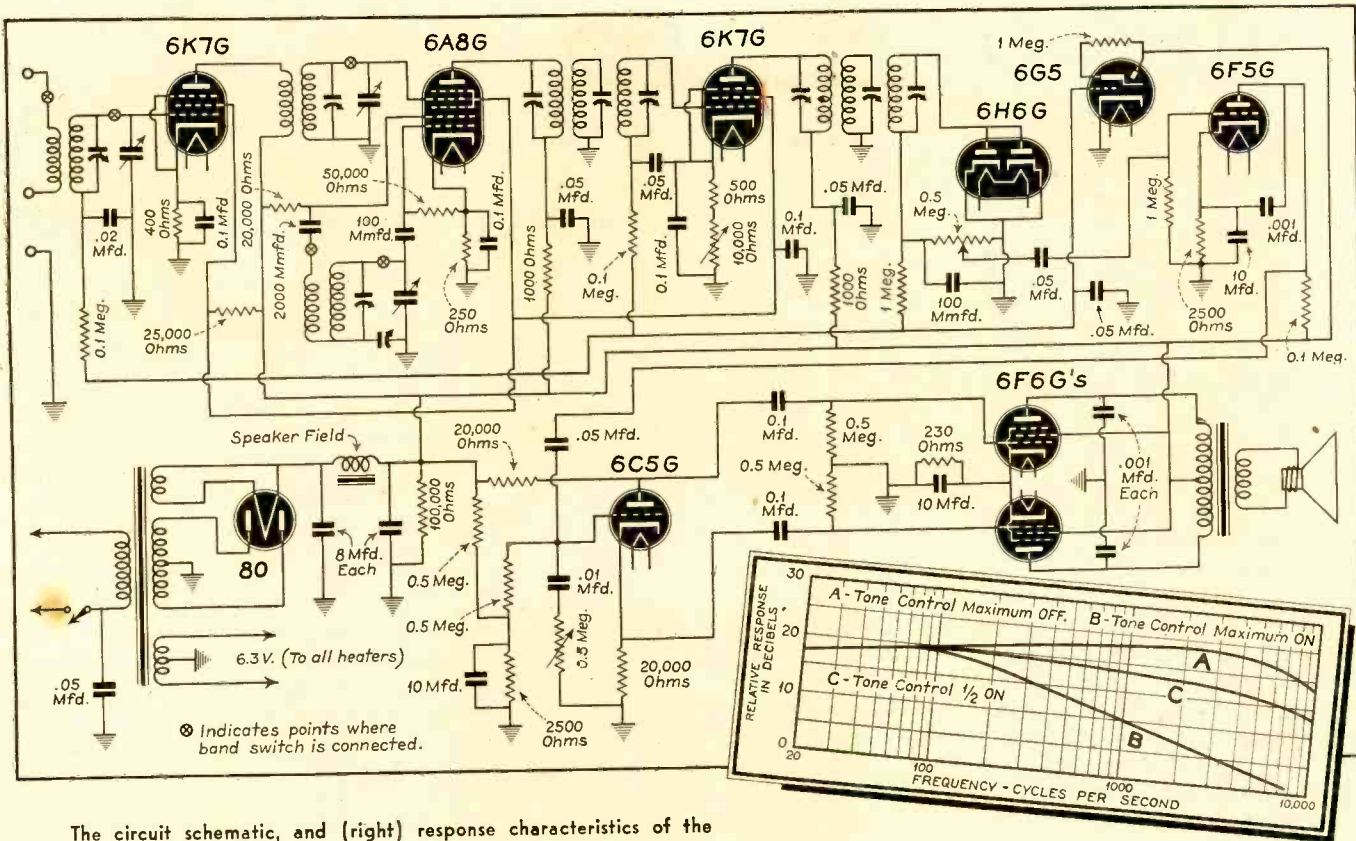 6K7G
6A8G
6K7G
6H6G
1 Meg.
6G5
6F5G
.02
Mfd.
400
Ohms
0.1 Mfd
20,000 Ohms
2000 Mmfd.
50,000
Ohms
100
Mmfd.
250
Ohms
0.1 Mfd.
1000 Ohms
.05
Mfd.
0.1
Meg.
.05
Mfd.
0.1 Mfd.
500
Ohms
10,000
Ohms
0.1
Mfd.
.05 Mfd.
1000
Ohms
1 Meg.
0.5
Meg.
100
Mmfd.
.05
Mfd.
.05 Mfd.
1 Meg.
2500
Ohms
10
Mfd.
.001
Mfd.
0.1 Meg.
0.1 Meg.
25,000
Ohms
Speaker Field
20,000
Ohms
.05 Mfd.
6C5G
0.1
Mfd.
0.5
Meg.
0.5 Meg.
0.1
Mfd.
230
Ohms
10 Mfd.
6F6G's
.001
Mfd.
Each
80
8 Mfd.
Each
100,000
Ohms
0.5 Meg.
0.5 Meg.
.01
Mfd.
0.5 Meg.
10 Mfd.
2500
Ohms
20,000
Ohms
6.3 V. (To all heaters)
.05
Mfd.
⊗ Indicates points where
band switch is connected.
RELATIVE RESPONSE
IN DECIBELS
30
20
10
0
A-Tone Control Maximum OFF. B-Tone Control Maximum ON
C-Tone Control 1/2 ON
A
C
B
20
100
1000
10,000
FREQUENCY - CYCLES PER SECOND
The circuit schematic, and (right) response characteristics of the